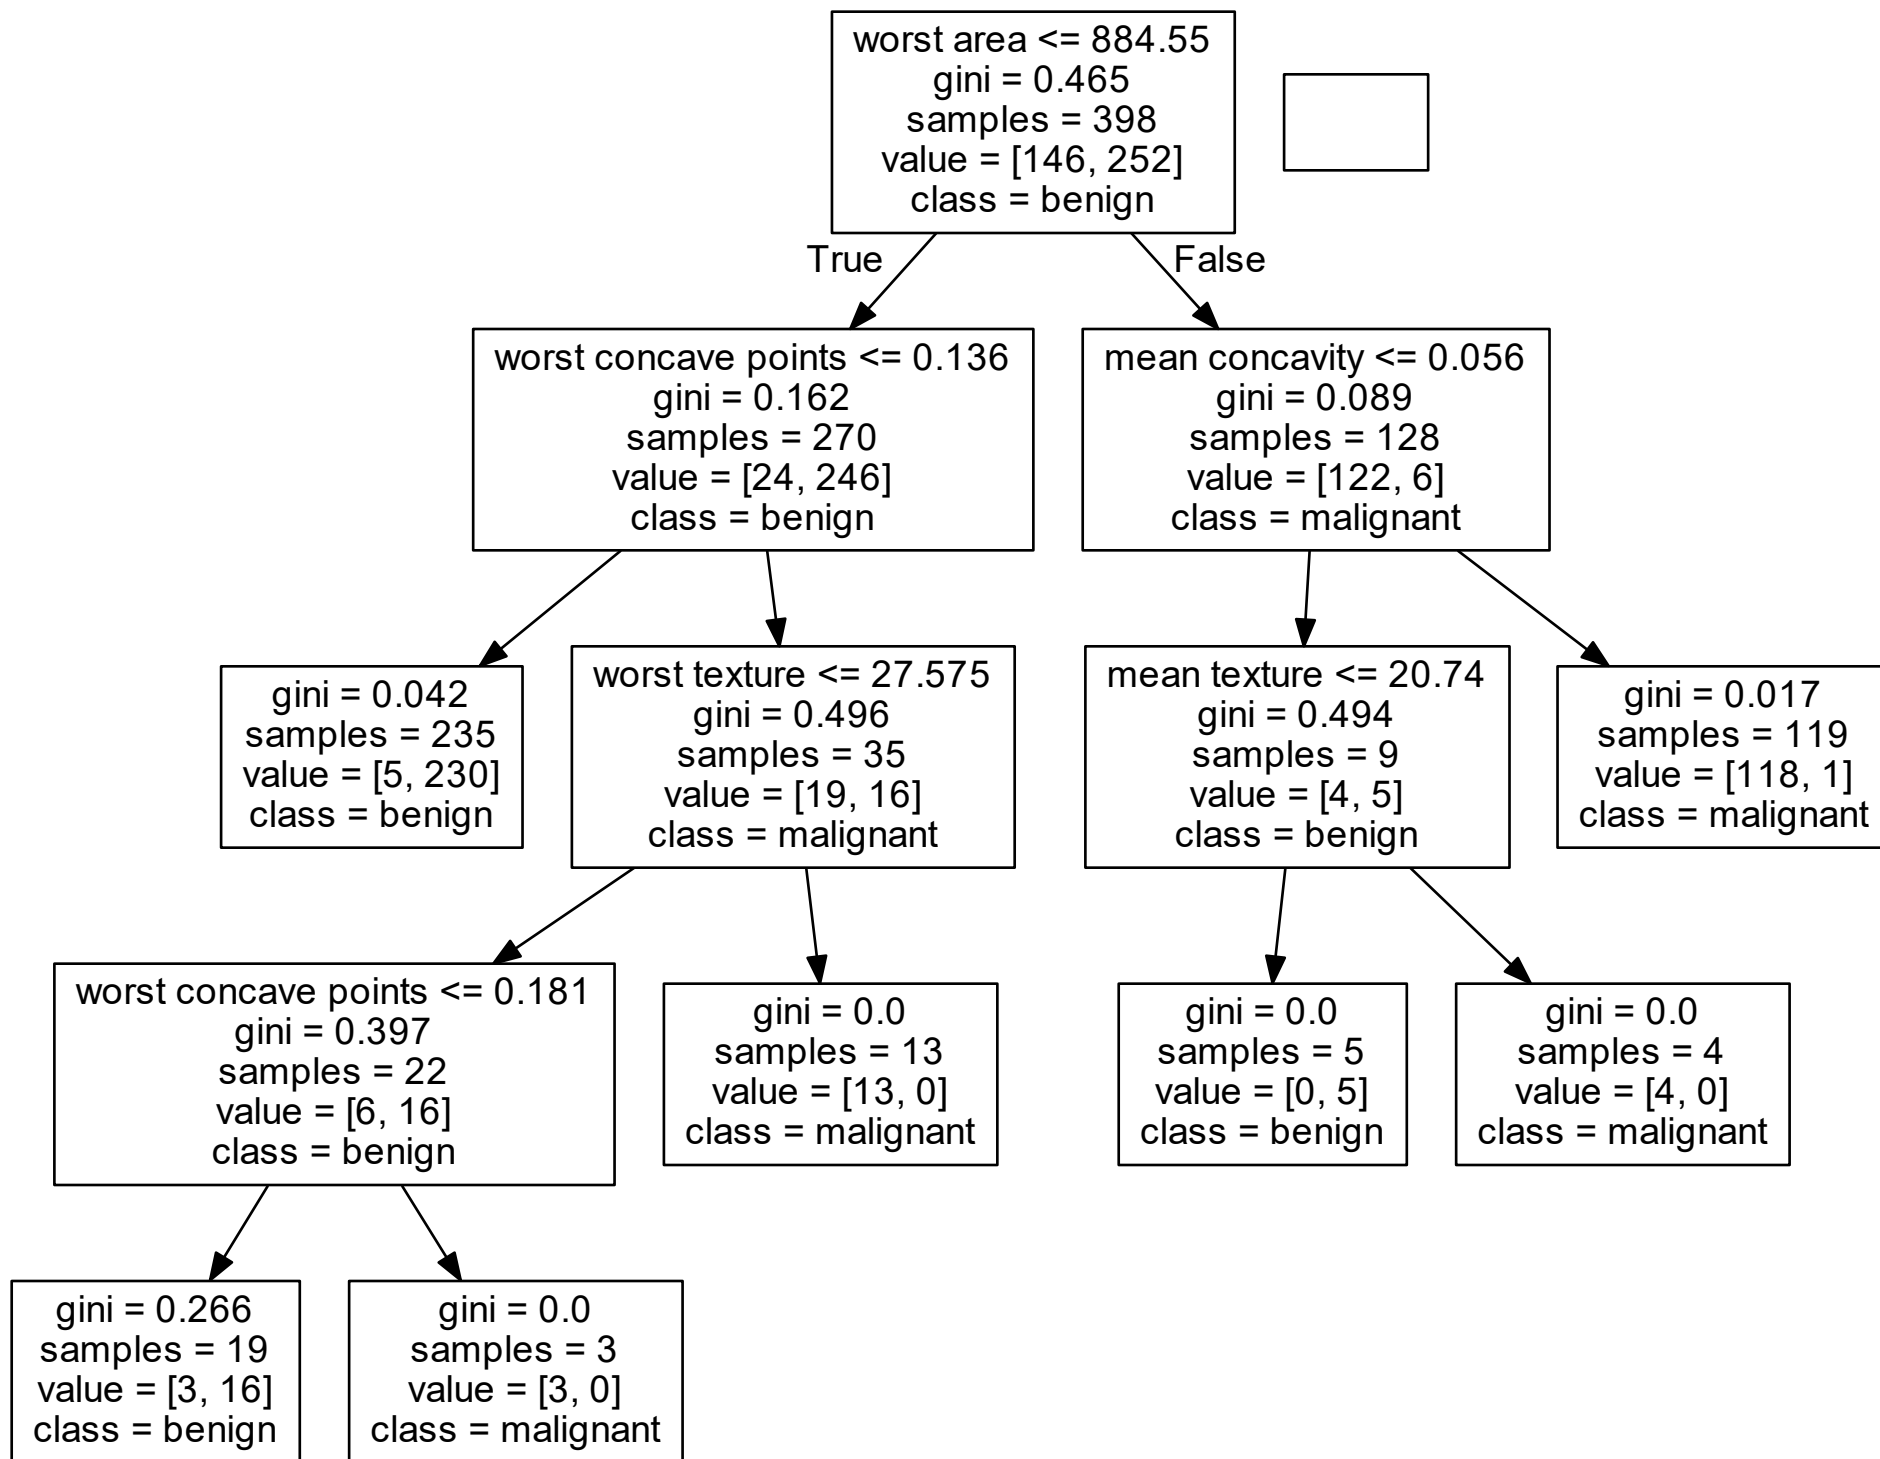 worst area <= 884.55
gini = 0.465
samples = 398
value = [146, 252]
class = benign
True
False
worst concave points <= 0.136
gini = 0.162
samples = 270
value = [24, 246]
class = benign
mean concavity <= 0.056
gini = 0.089
samples = 128
value = [122, 6]
class = malignant
gini = 0.042
samples = 235
value = [5, 230]
class = benign
worst texture <= 27.575
gini = 0.496
samples = 35
value = [19, 16]
class = malignant
mean texture <= 20.74
gini = 0.494
samples = 9
value = [4, 5]
class = benign
gini = 0.017
samples = 119
value = [118, 1]
class = malignant
worst concave points <= 0.181
gini = 0.397
samples = 22
value = [6, 16]
class = benign
gini = 0.0
samples = 13
value = [13, 0]
class = malignant
gini = 0.0
samples = 5
value = [0, 5]
class = benign
gini = 0.0
samples = 4
value = [4, 0]
class = malignant
gini = 0.266
samples = 19
value = [3, 16]
class = benign
gini = 0.0
samples = 3
value = [3, 0]
class = malignant